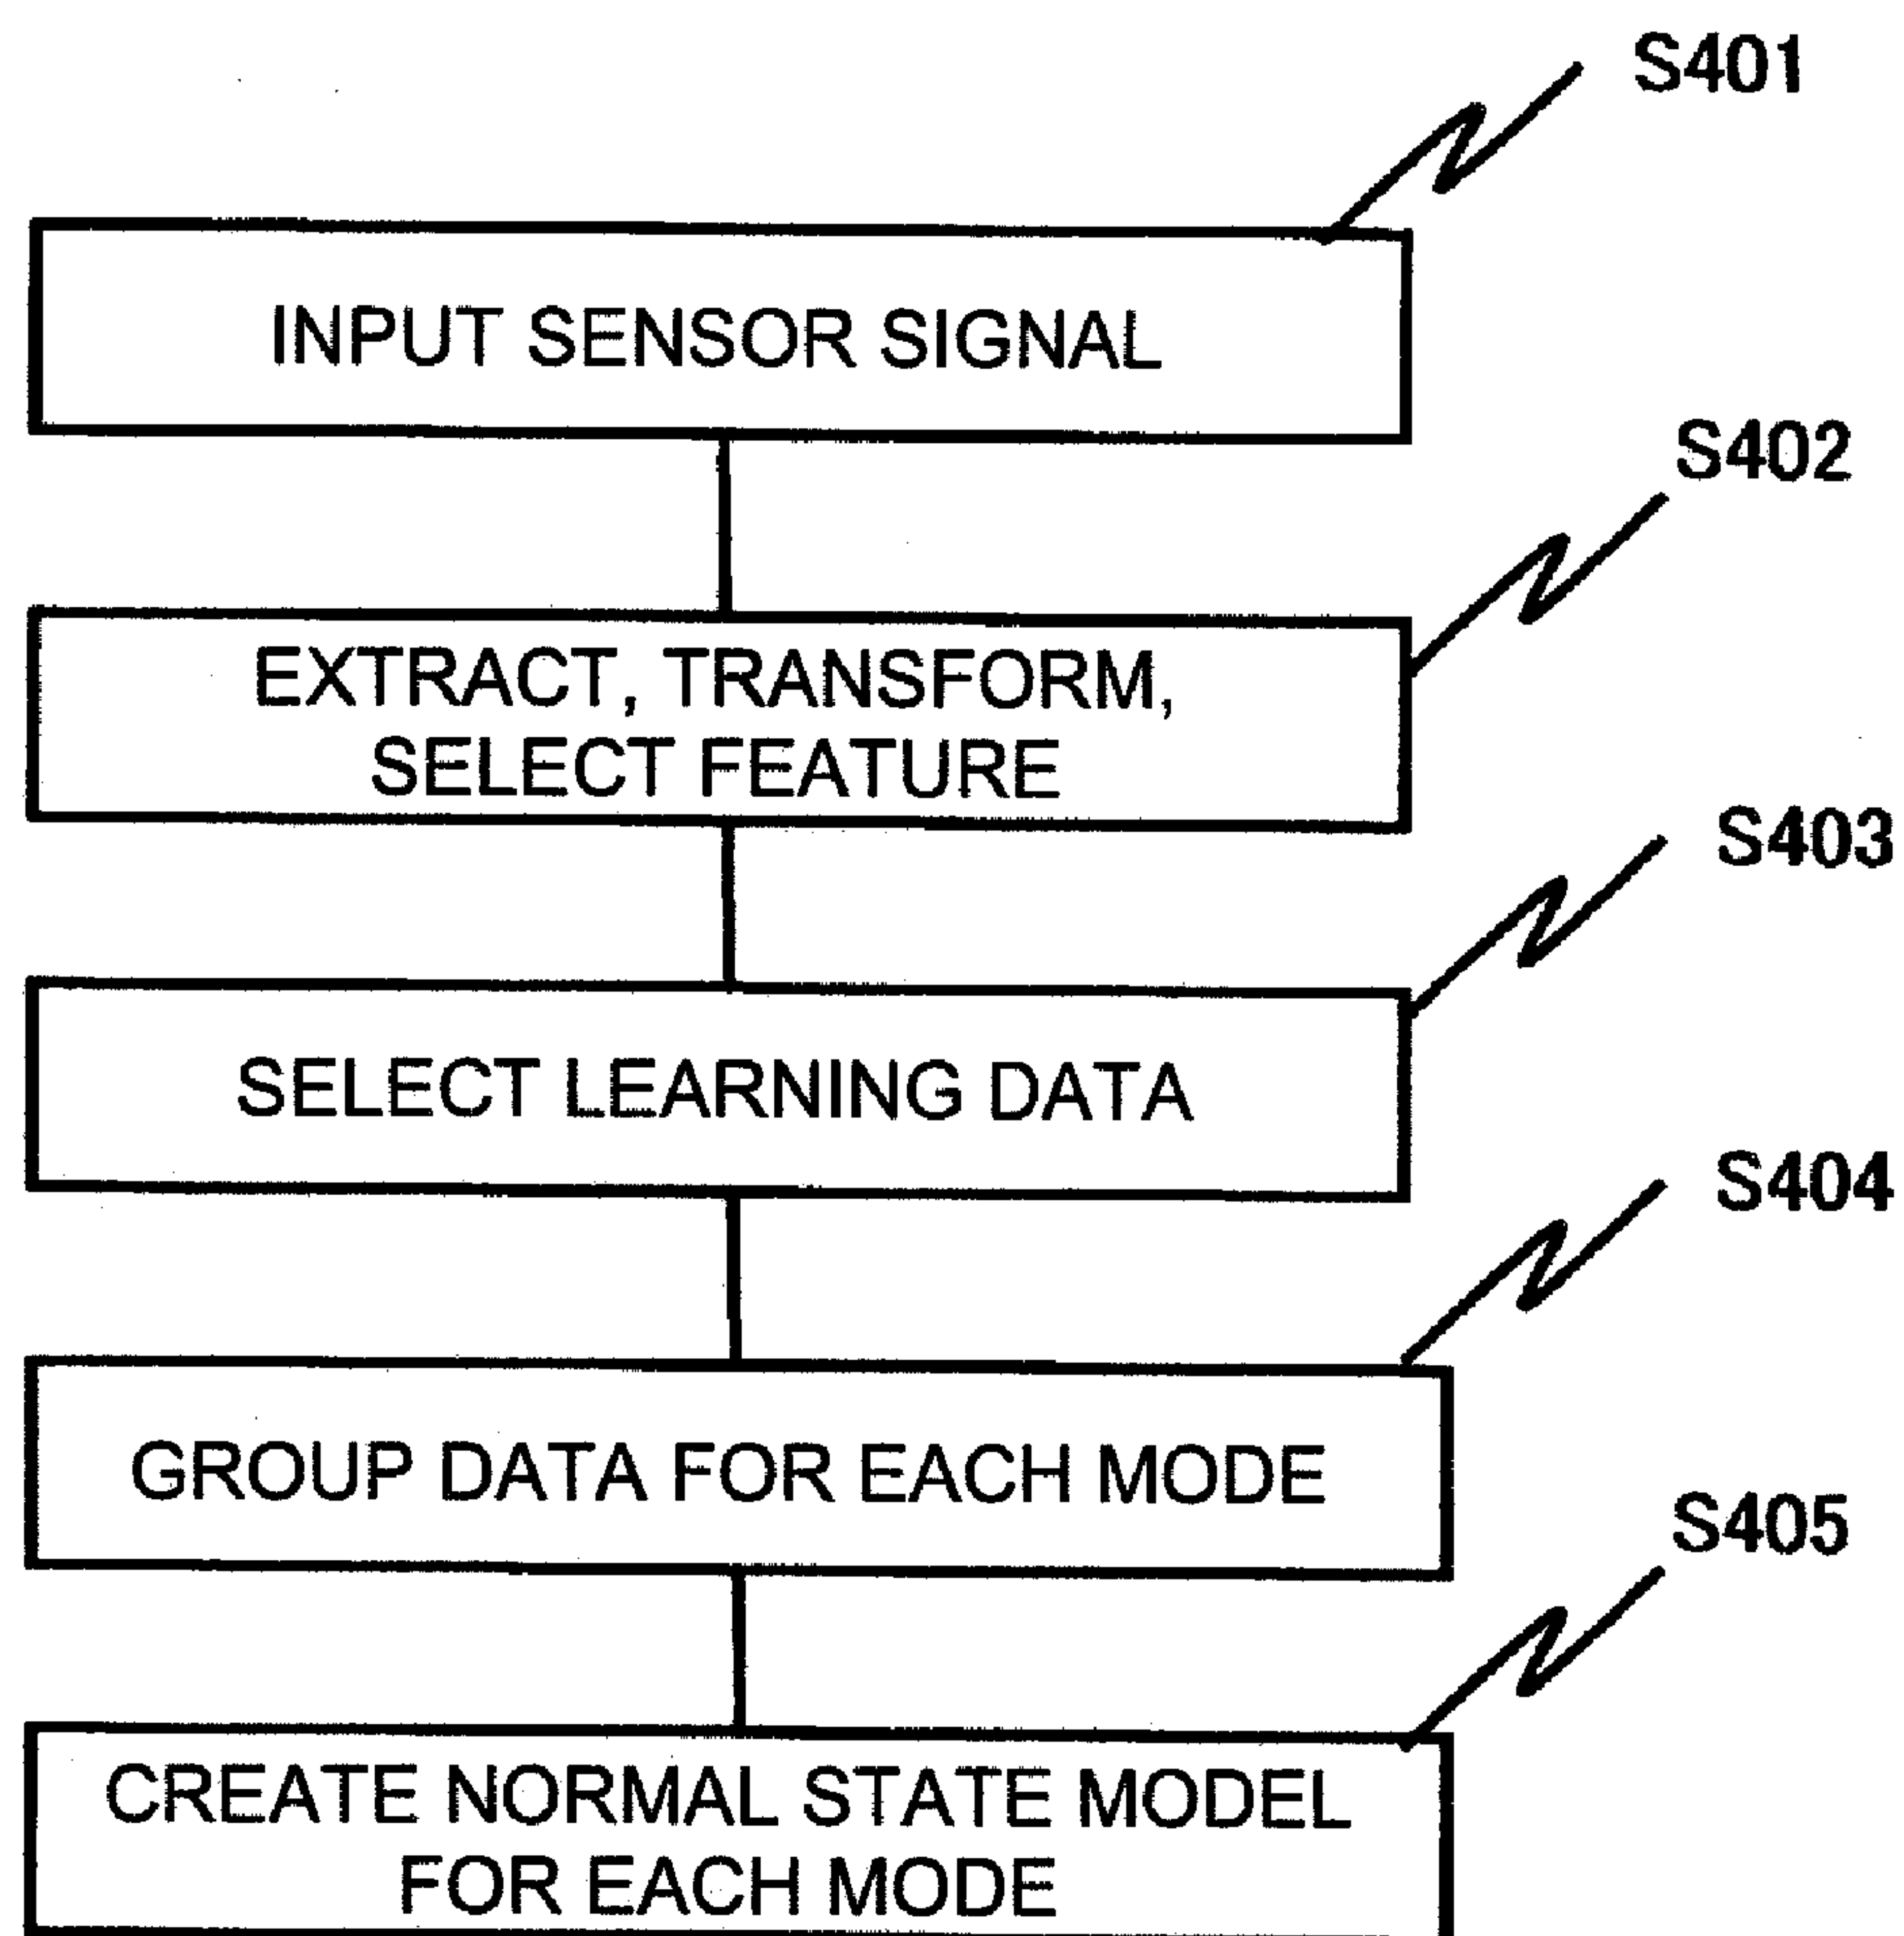 S401
INPUT SENSOR SIGNAL
S402
EXTRACT, TRANSFORM,
SELECT FEATURE
S403
SELECT LEARNING DATA
S404
GROUP DATA FOR EACH MODE
S405
CREATE NORMAL STATE MODEL
FOR EACH MODE